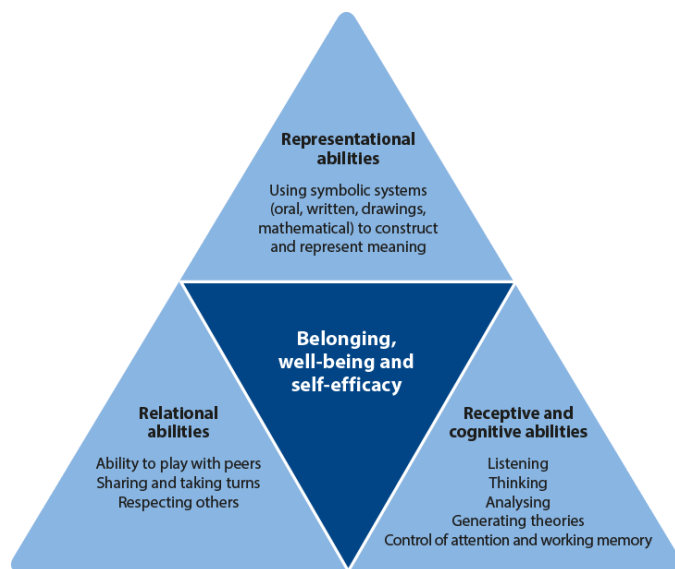 Representational
abilities
Using symbolic systems
(oral, written, drawings,
mathematical) to construct
and represent meaning
Belonging,
well-being and
self-efficacy
Relational
abilities
Ability to play with peers
Sharing and taking turns
Respecting others
Receptive and
cognitive abilities
Listening
Thinking
Analysing
Generating theories
Control of attention and working memory